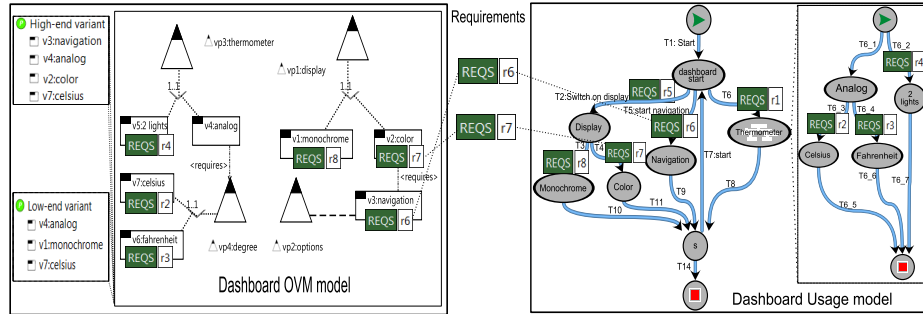 High-end variant
v3:navigation
v4:analog
v2:color
v7:celsius
Low-end variant
v4:analog
v1:monochrome
v7:celsius
vp3:thermometer
vp1:display
1..1
1..1
v5:2 lights
REQS r4
v4:analog
v1:monochrome
REQS r8
v2:color
REQS r7
<requires>
<requires>
v7:celsius
REQS r2
1..1
v6:fahrenheit
REQS r3
v3:navigation
REQS r6
vp4:degree
vp2:options
Dashboard OVM model
Requirements
REQS r6
REQS r7
T1: Start
dashboard
start
T2:Switch on display
REQS r5
T5:start navigation
T6
REQS r1
Display
REQS r6
Thermometer
T3
T4
REQS r7
REQS r8
Navigation
T7:start
Monochrome
Color
T9
T8
T10
T11
s
T14
T6_1
T6_2
REQS r4
Analog
2
lights
T6_3
T6_4
REQS r2
REQS r3
Celsius
Fahrenheit
T6_6
T6_7
T6_5
Dashboard Usage model